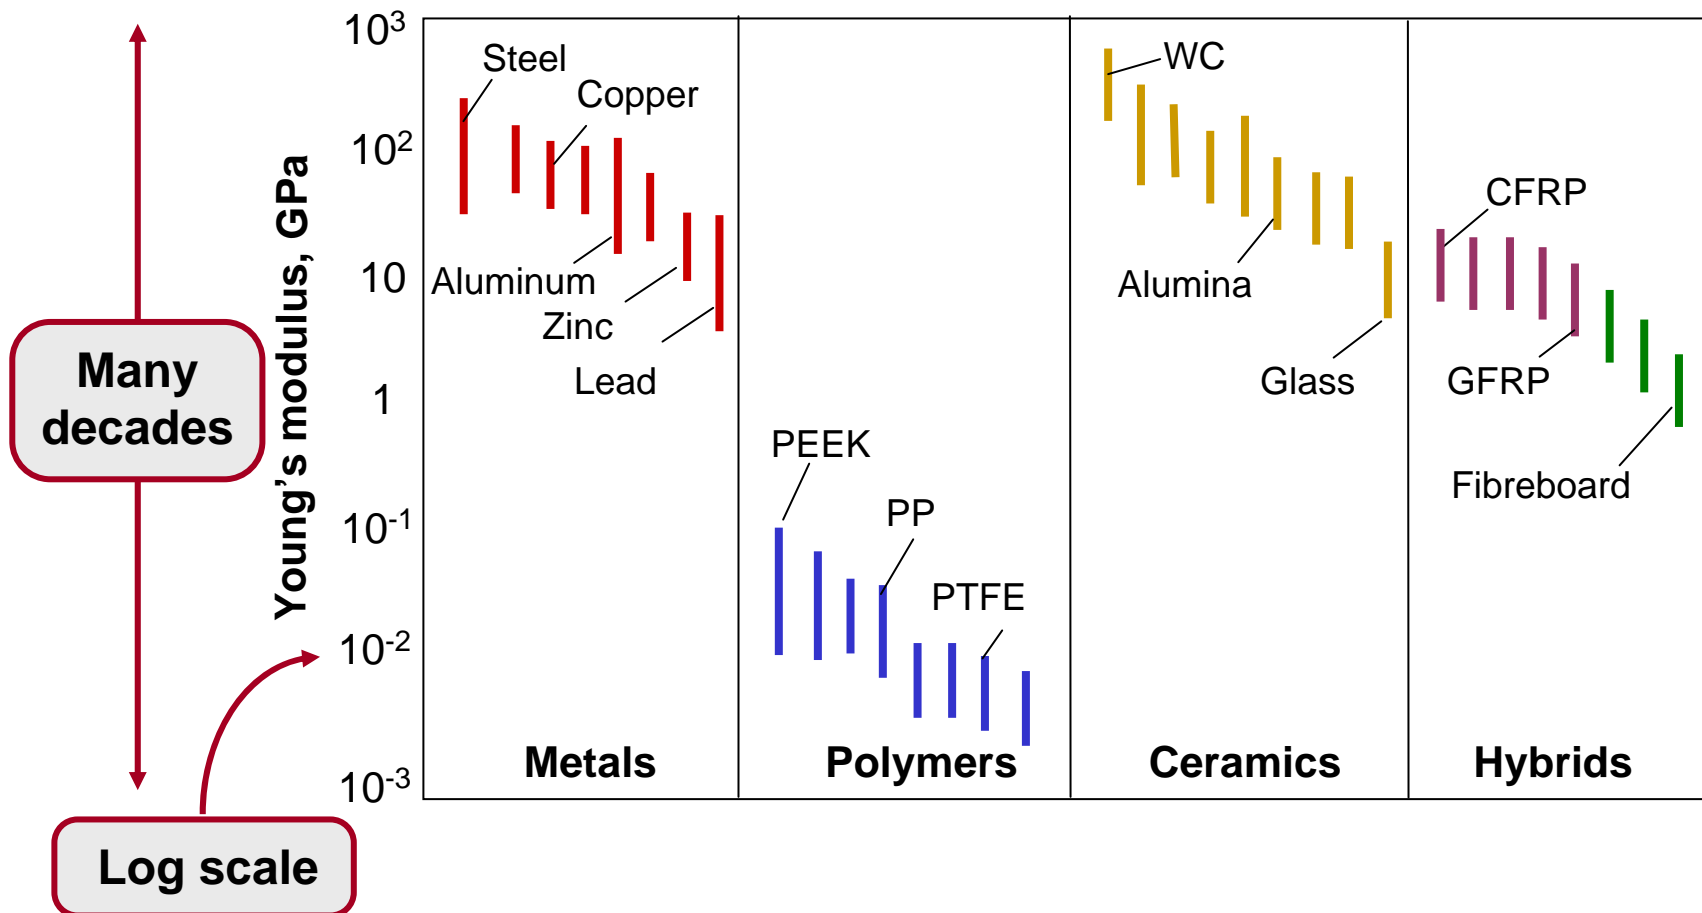 10³
Steel
WC
Copper
10²
CFRP
Young's modulus, GPa
10
Aluminum
Alumina
Zinc
Many
decades
1
Lead
Glass
GFRP
PEEK
Fibreboard
10⁻¹
PP
PTFE
10⁻²
Metals
Polymers
Ceramics
Hybrids
10⁻³
Log scale